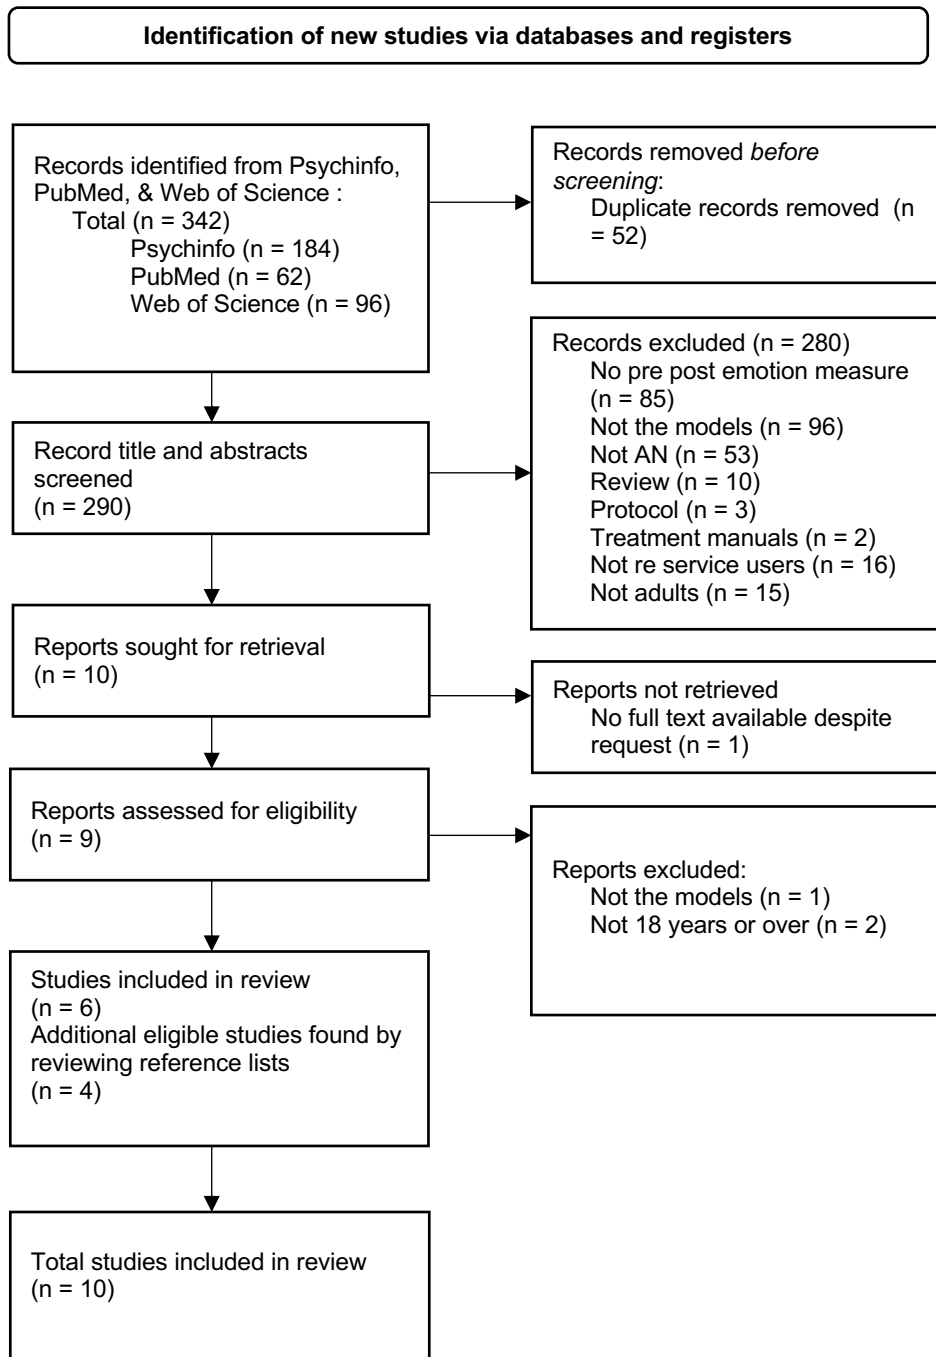 Identification of new studies via databases and registers
Records identified from Psychinfo,
PubMed, & Web of Science :
Total (n = 342)
Psychinfo (n = 184)
PubMed (n = 62)
Web of Science (n = 96)
Records removed before
screening:
Duplicate records removed  (n
= 52)
Record title and abstracts
screened
(n = 290)
Records excluded (n = 280)
No pre post emotion measure
(n = 85)
Not the models (n = 96)
Not AN (n = 53)
Review (n = 10)
Protocol (n = 3)
Treatment manuals (n = 2)
Not re service users (n = 16)
Not adults (n = 15)
Reports sought for retrieval
(n = 10)
Reports not retrieved
No full text available despite
request (n = 1)
Reports assessed for eligibility
(n = 9)
Reports excluded:
Not the models (n = 1)
Not 18 years or over (n = 2)
Studies included in review
(n = 6)
Additional eligible studies found by
reviewing reference lists
(n = 4)
Total studies included in review
(n = 10)